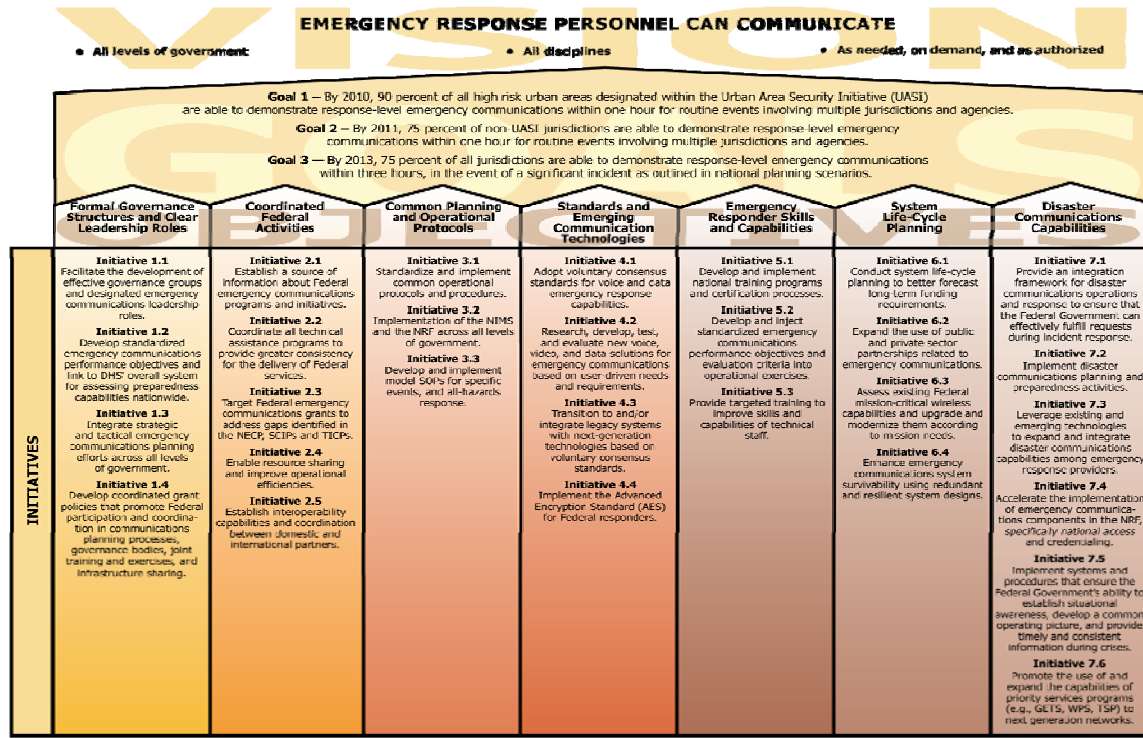 VISION
EMERGENCY RESPONSE PERSONNEL CAN COMMUNICATE
• All levels of government
• All disciplines
• As needed, on demand, and as authorized
GOALS
Goal 1 — By 2010, 90 percent of all high risk urban areas designated within the Urban Area Security Initiative (UASI)
are able to demonstrate response-level emergency communications within one hour for routine events involving multiple jurisdictions and agencies.
Goal 2 — By 2011, 75 percent of non-UASI jurisdictions are able to demonstrate response-level emergency
communications within one hour for routine events involving multiple jurisdictions and agencies.
Goal 3 — By 2013, 75 percent of all jurisdictions are able to demonstrate response-level emergency communications
within three hours, in the event of a significant incident as outlined in national planning scenarios.
OBJECTIVES
INITIATIVES
Formal Governance
Structures and Clear
Leadership Roles
Initiative 1.1
Facilitate the development of
effective governance groups
and designated emergency
communications leadership
roles.
Initiative 1.2
Develop standardized
emergency communications
performance objectives and
link to DHS' overall system
for assessing preparedness
capabilities nationwide.
Initiative 1.3
Integrate strategic
and tactical emergency
communications planning
efforts across all levels
of government.
Initiative 1.4
Develop coordinated grant
policies that promote Federal
participation and coordina-
tion in communications
planning processes,
governance bodies, joint
training and exercises, and
infrastructure sharing.
Coordinated
Federal
Activities
Initiative 2.1
Establish a source of
information about Federal
emergency communications
programs and initiatives.
Initiative 2.2
Coordinate all technical
assistance programs to
provide greater consistency
for the delivery of Federal
services.
Initiative 2.3
Target Federal emergency
communications grants to
address gaps identified in
the NECP, SCIPs and TICPs.
Initiative 2.4
Enable resource sharing
and improve operational
efficiencies.
Initiative 2.5
Establish interoperability
capabilities and coordination
between domestic and
international partners.
Common Planning
and Operational
Protocols
Initiative 3.1
Standardize and implement
common operational
protocols and procedures.
Initiative 3.2
Implementation of the NIMS
and the NRF across all levels
of government.
Initiative 3.3
Develop and implement
model SOPs for specific
events, and all-hazards
response.
Standards and
Emerging
Communication
Technologies
Initiative 4.1
Adopt voluntary consensus
standards for voice and data
emergency response
capabilities.
Initiative 4.2
Research, develop, test,
and evaluate new voice,
video, and data solutions for
emergency communications
based on user-driven needs
and requirements.
Initiative 4.3
Transition to and/or
integrate legacy systems
with next-generation
technologies based on
voluntary consensus
standards.
Initiative 4.4
Implement the Advanced
Encryption Standard (AES)
for Federal responders.
Emergency
Responder Skills
and Capabilities
Initiative 5.1
Develop and implement
national training programs
and certification processes.
Initiative 5.2
Develop and inject
standardized emergency
communications
performance objectives and
evaluation criteria into
operational exercises.
Initiative 5.3
Provide targeted training to
improve skills and
capabilities of technical
staff.
System
Life-Cycle
Planning
Initiative 6.1
Conduct system life-cycle
planning to better forecast
long-term funding
requirements.
Initiative 6.2
Expand the use of public
and private sector
partnerships related to
emergency communications.
Initiative 6.3
Assess existing Federal
mission-critical wireless
capabilities and upgrade and
modernize them according
to mission needs.
Initiative 6.4
Enhance emergency
communications system
survivability using redundant
and resilient system designs.
Disaster
Communications
Capabilities
Initiative 7.1
Provide an integration
framework for disaster
communications operations
and response to ensure that
the Federal Government can
effectively fulfill requests
during incident response.
Initiative 7.2
Implement disaster
communications planning and
preparedness activities.
Initiative 7.3
Leverage existing and
emerging technologies
to expand and integrate
disaster communications
capabilities among emergency
response providers.
Initiative 7.4
Accelerate the implementation
of emergency communica-
tions components in the NRF,
specifically national access
and credentialing.
Initiative 7.5
Implement systems and
procedures that ensure the
Federal Government's ability to
establish situational
awareness, develop a common
operating picture, and provide
timely and consistent
information during crises.
Initiative 7.6
Promote the use of and
expand the capabilities of
priority services programs
(e.g., GETS, WPS, TSP) to
next generation networks.